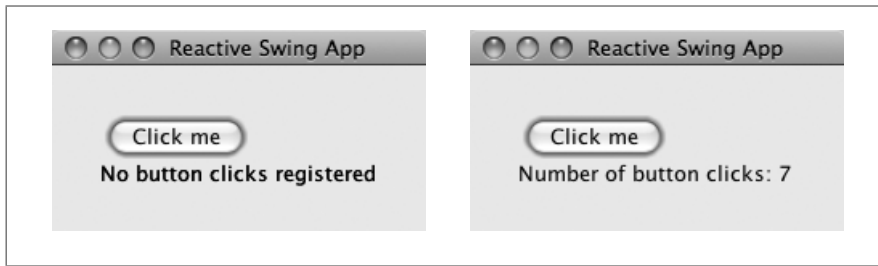 Reactive Swing App
Click me
No button clicks registered
Reactive Swing App
Click me
Number of button clicks: 7